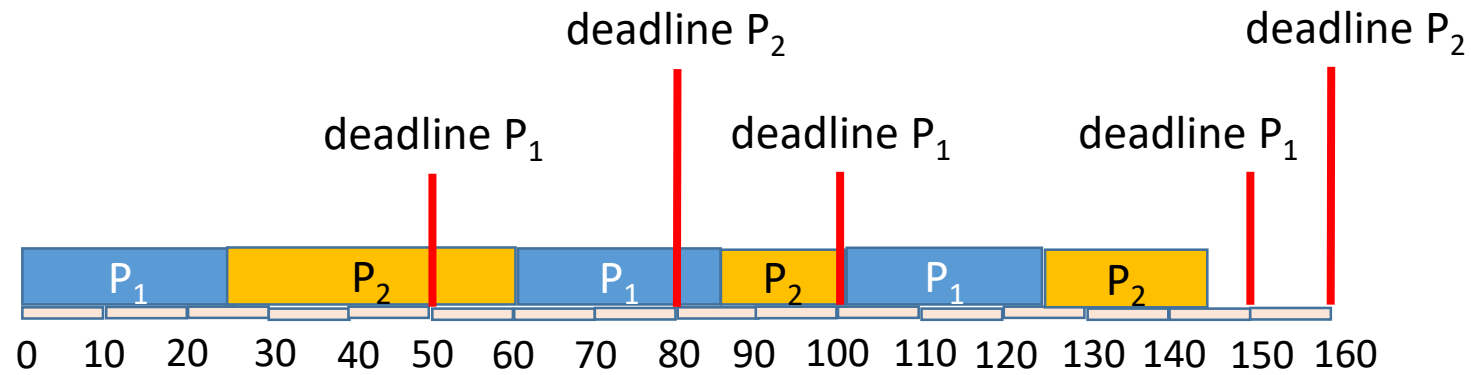 deadline P₂ deadline P₂
deadline P₁ deadline P₁ deadline P₁
P₁ P₂ P₁ P₂ P₁ P₂
0 10 20 30 40 50 60 70 80 90 100 110 120 130 140 150 160